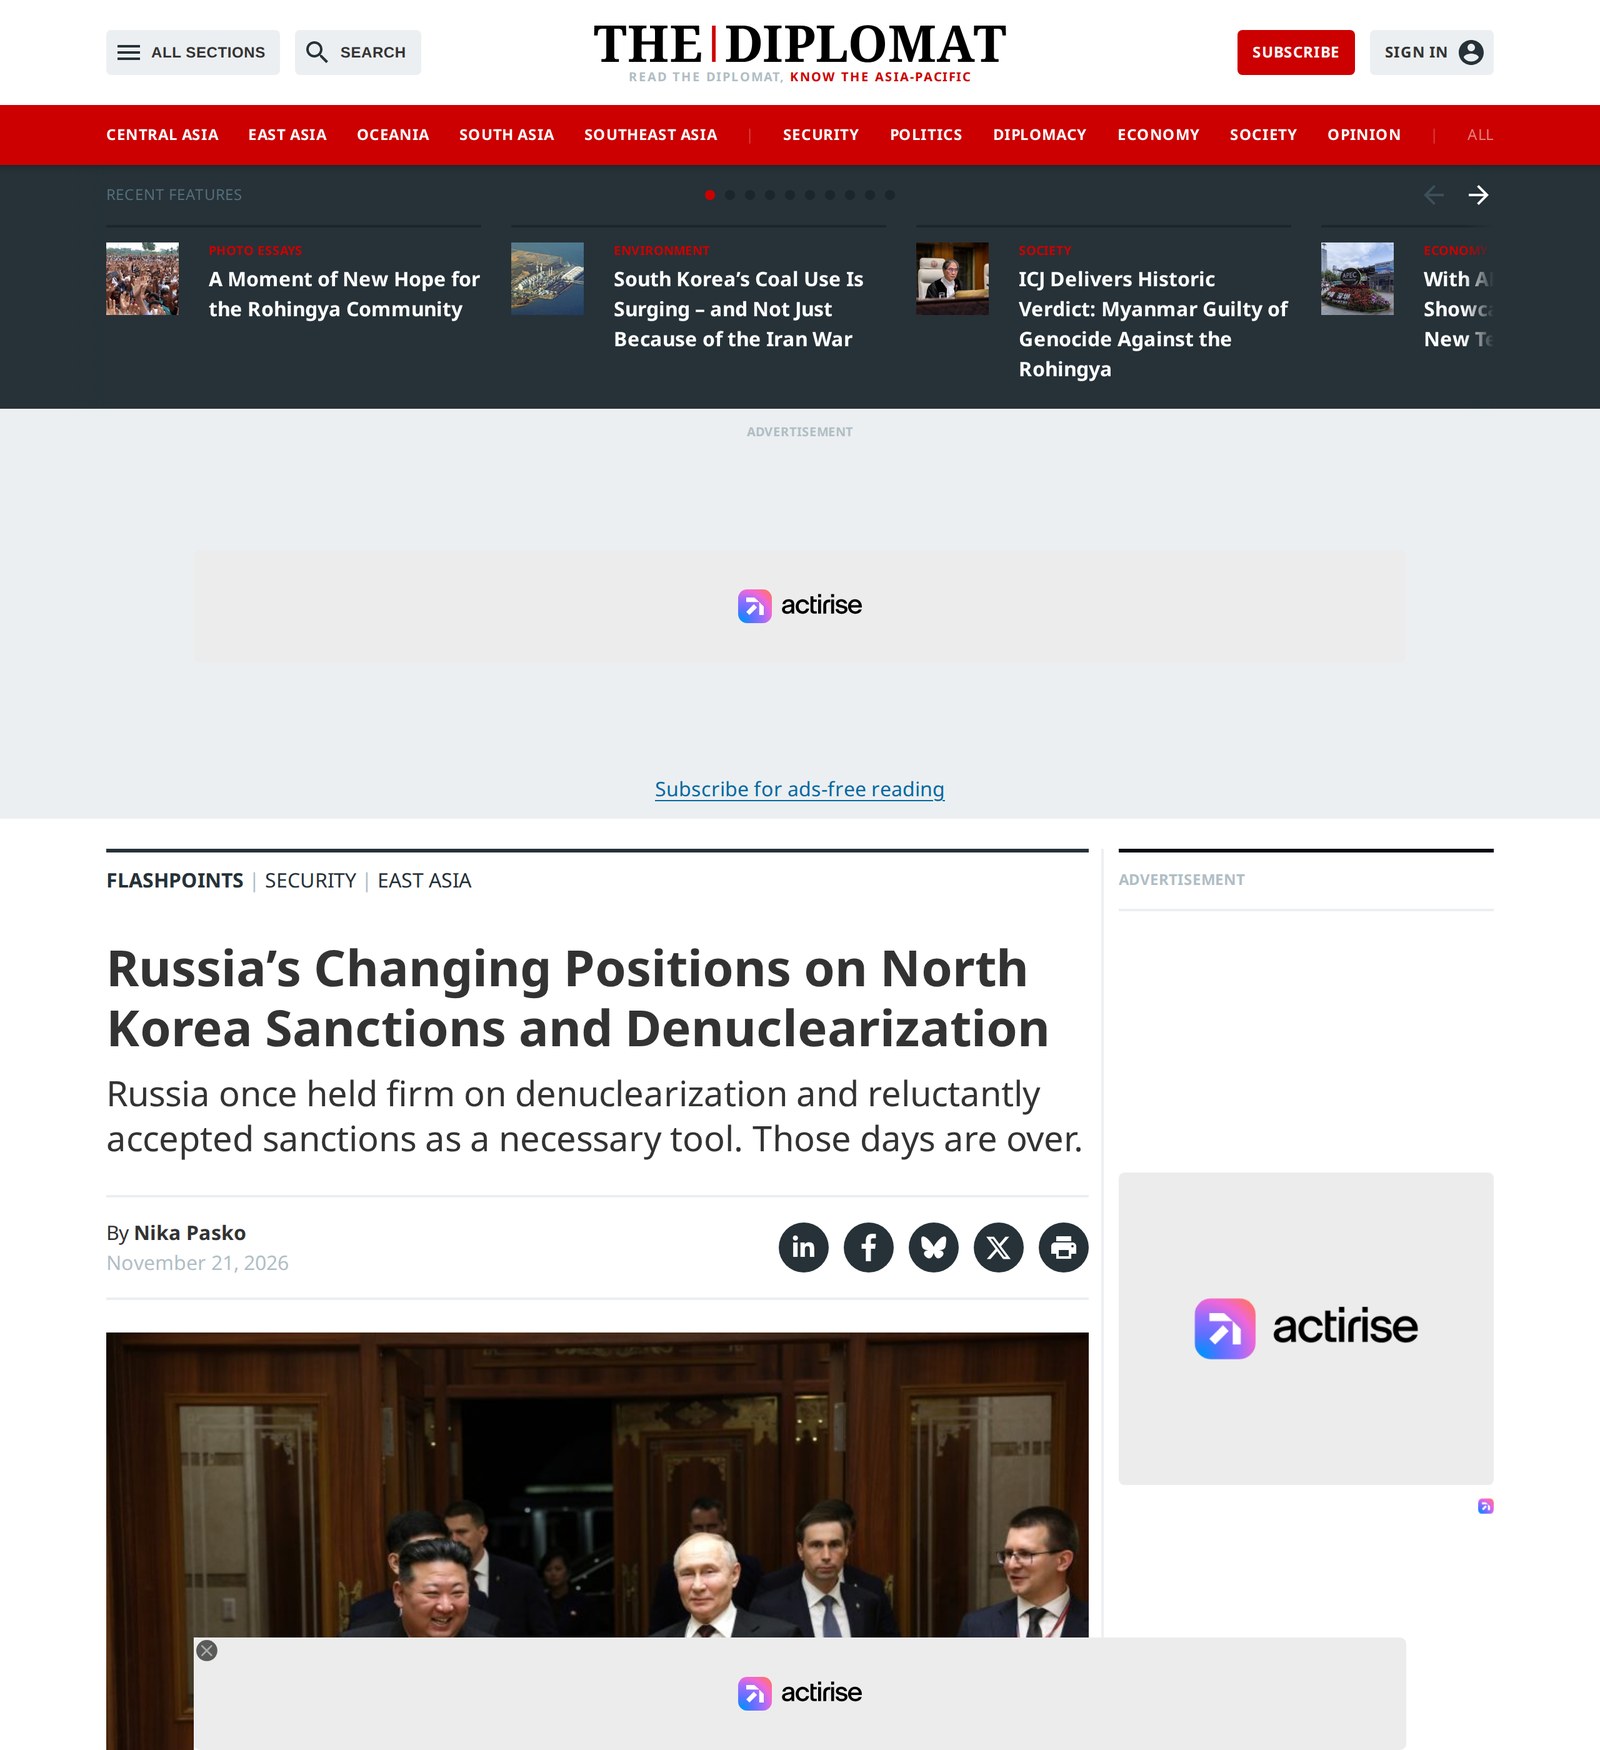 ALL SECTIONS
SEARCH
THE|DIPLOMAT
READ THE DIPLOMAT, KNOW THE ASIA-PACIFIC
SUBSCRIBE
SIGN IN
CENTRAL ASIA EAST ASIA OCEANIA SOUTH ASIA SOUTHEAST ASIA | SECURITY POLITICS DIPLOMACY ECONOMY SOCIETY OPINION | ALL
RECENT FEATURES
PHOTO ESSAYS
A Moment of New Hope for
the Rohingya Community
ENVIRONMENT
South Korea’s Coal Use Is
Surging – and Not Just
Because of the Iran War
SOCIETY
ICJ Delivers Historic
Verdict: Myanmar Guilty of
Genocide Against the
Rohingya
ECONOMY
With
New
ADVERTISEMENT
actirise
Subscribe for ads-free reading
FLASHPOINTS | SECURITY | EAST ASIA
Russia’s Changing Positions on North
Korea Sanctions and Denuclearization
Russia once held firm on denuclearization and reluctantly
accepted sanctions as a necessary tool. Those days are over.
By Nika Pasko
November 21, 2026
ADVERTISEMENT
actirise
actirise